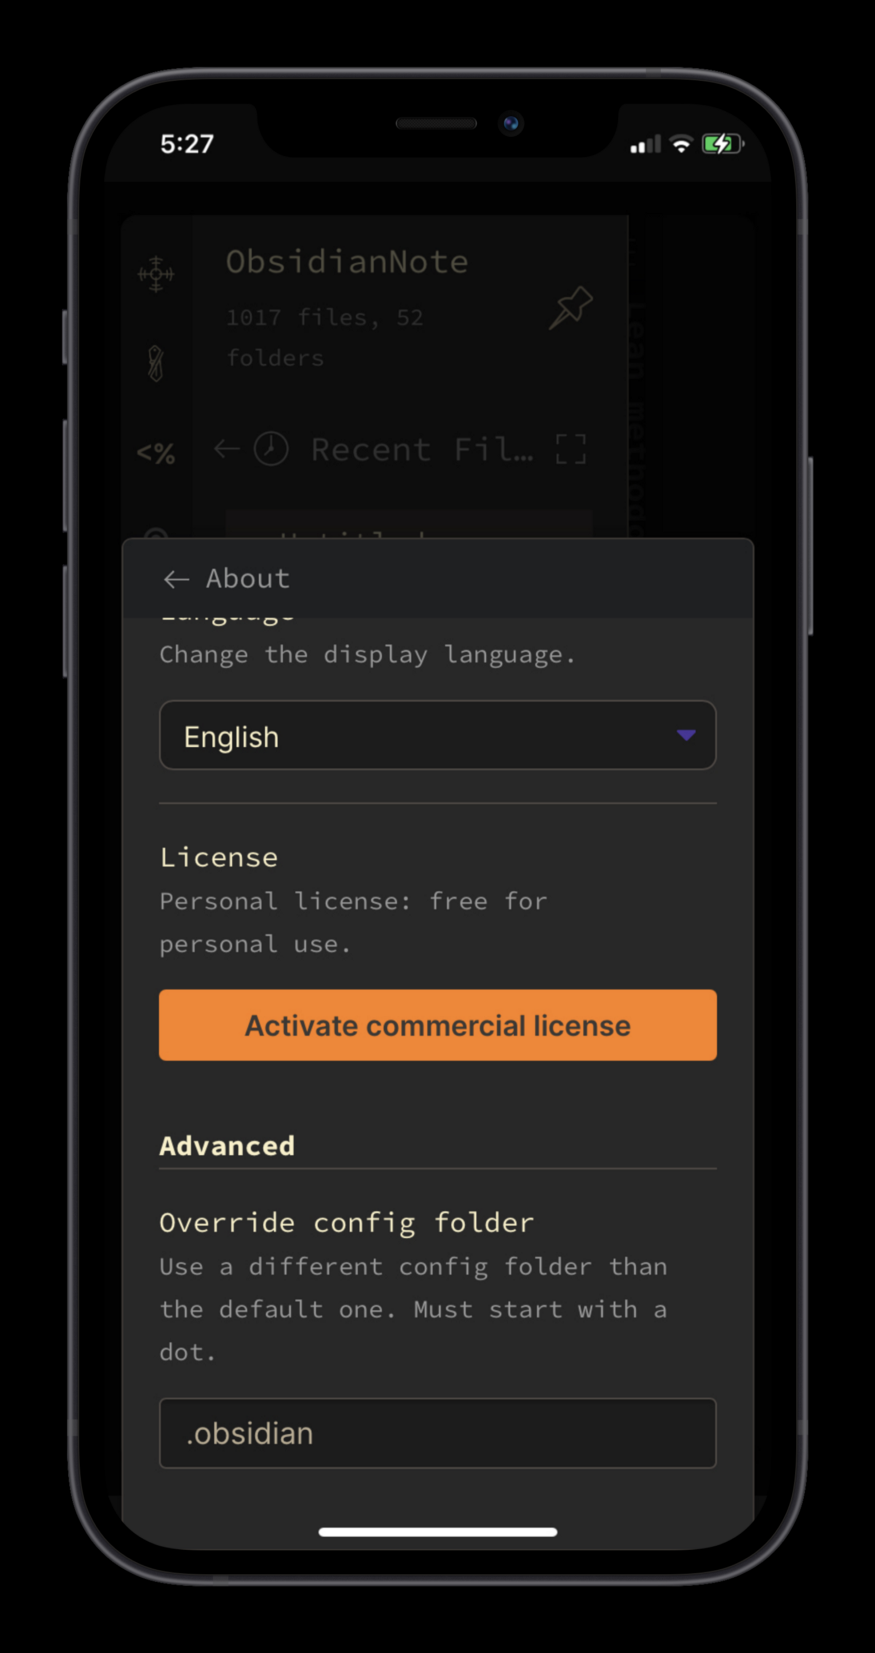 5:27
ObsidianNote
1017 files, 52
folders
<%
Recent Fil…
Untitled
About
Language
Change the display language.
English
License
Personal license: free for
personal use.
Activate commercial license
Advanced
Override config folder
Use a different config folder than
the default one. Must start with a
dot.
.obsidian